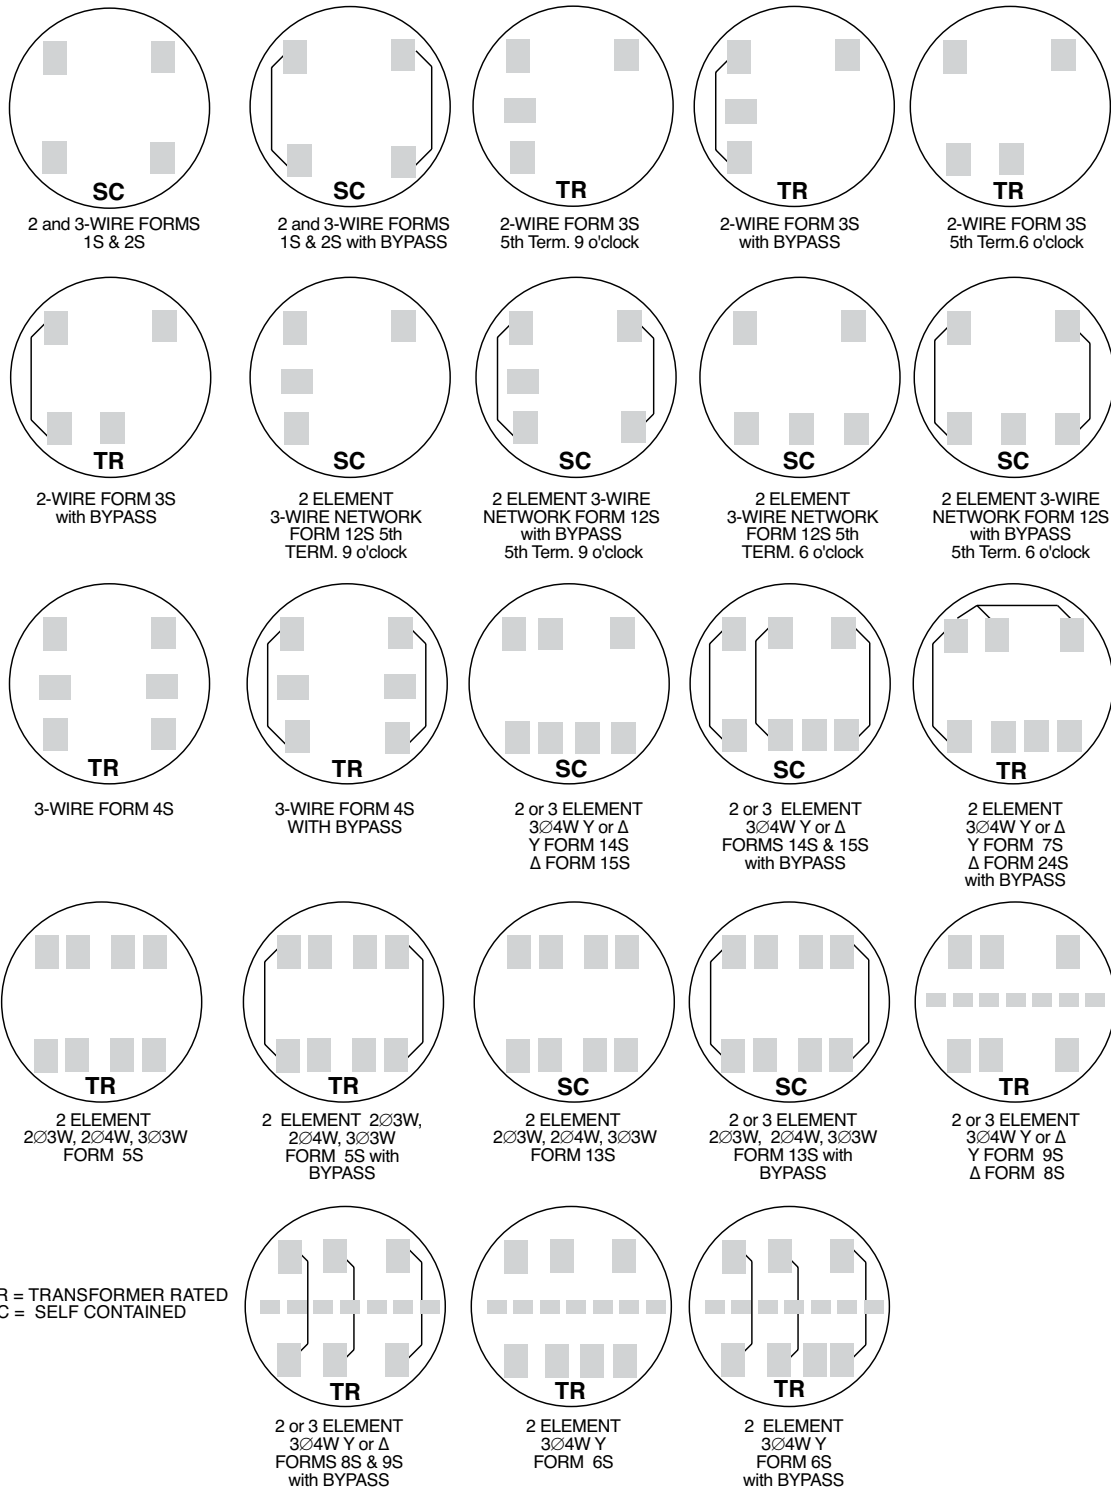 SC
2 and 3-WIRE FORMS
1S & 2S
SC
2 and 3-WIRE FORMS
1S & 2S with BYPASS
TR
2-WIRE FORM 3S
5th Term. 9 o'clock
TR
2-WIRE FORM 3S
with BYPASS
TR
2-WIRE FORM 3S
5th Term.6 o'clock
TR
2-WIRE FORM 3S
with BYPASS
SC
2 ELEMENT
3-WIRE NETWORK
FORM 12S 5th
TERM. 9 o'clock
SC
2 ELEMENT 3-WIRE
NETWORK FORM 12S
with BYPASS
5th Term. 9 o'clock
SC
2 ELEMENT
3-WIRE NETWORK
FORM 12S 5th
TERM. 6 o'clock
SC
2 ELEMENT 3-WIRE
NETWORK FORM 12S
with BYPASS
5th Term. 6 o'clock
TR
3-WIRE FORM 4S
TR
3-WIRE FORM 4S
WITH BYPASS
SC
2 or 3 ELEMENT
3∅4W Y or Δ
Y FORM 14S
Δ FORM 15S
SC
2 or 3 ELEMENT
3∅4W Y or Δ
FORMS 14S & 15S
with BYPASS
TR
2 ELEMENT
3∅4W Y or Δ
Y FORM 7S
Δ FORM 24S
with BYPASS
TR
2 ELEMENT
2∅3W, 2∅4W, 3∅3W
FORM 5S
TR
2 ELEMENT 2∅3W,
2∅4W, 3∅3W
FORM 5S with
BYPASS
SC
2 ELEMENT
2∅3W, 2∅4W, 3∅3W
FORM 13S
SC
2 or 3 ELEMENT
2∅3W, 2∅4W, 3∅3W
FORM 13S with
BYPASS
TR
2 or 3 ELEMENT
3∅4W Y or Δ
Y FORM 9S
Δ FORM 8S
R = TRANSFORMER RATED
C = SELF CONTAINED
TR
2 or 3 ELEMENT
3∅4W Y or Δ
FORMS 8S & 9S
with BYPASS
TR
2 ELEMENT
3∅4W Y
FORM 6S
TR
2 ELEMENT
3∅4W Y
FORM 6S
with BYPASS